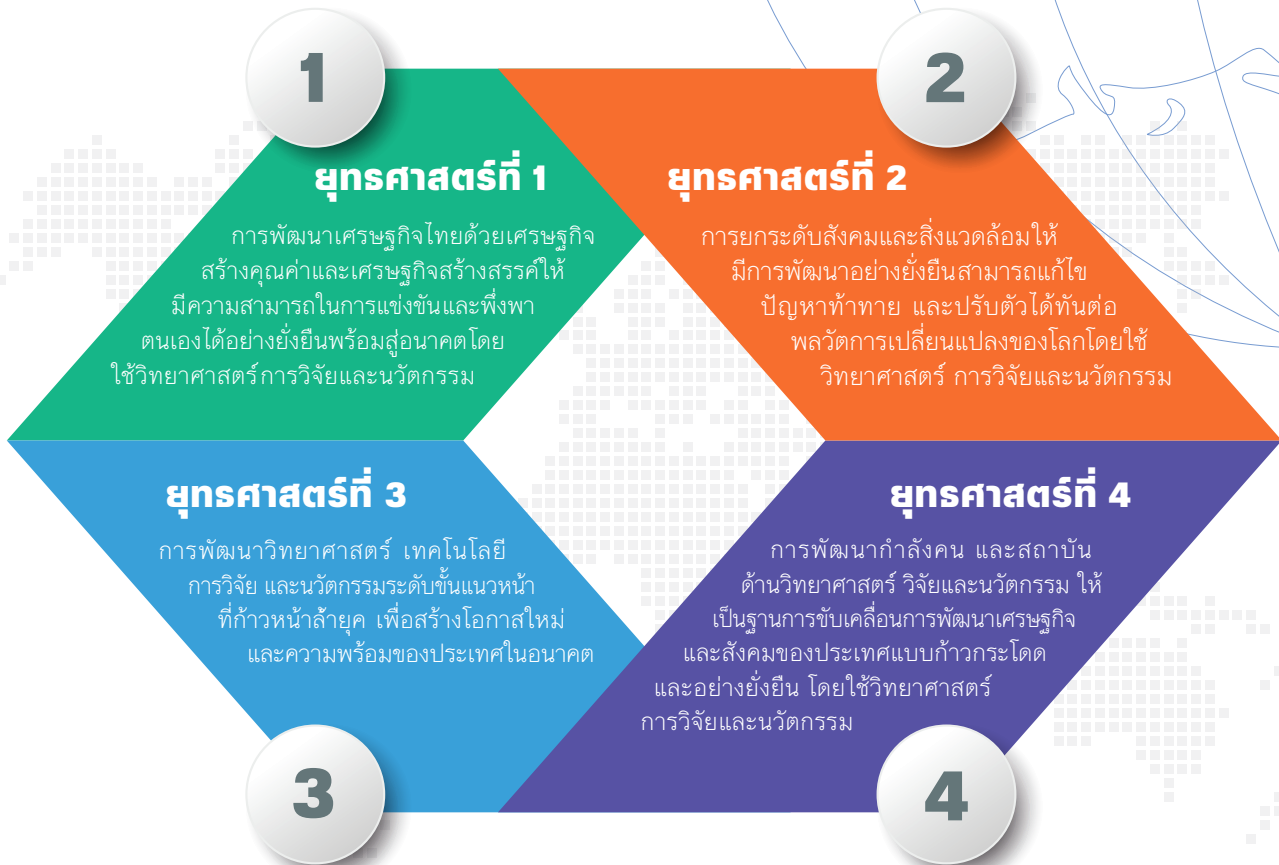 1
ยุทธศาสตร์ที่ 1
การพัฒนาเศรษฐกิจไทยด้วยเศรษฐกิจ
สร้างคุณค่าและเศรษฐกิจสร้างสรรค์ให้
มีความสามารถในการแข่งขันและพึ่งพา
ตนเองได้อย่างยั่งยืนพร้อมสู่อนาคตโดย
ใช้วิทยาศาสตร์ การวิจัยและนวัตกรรม
2
ยุทธศาสตร์ที่ 2
การยกระดับสังคมและสิ่งแวดล้อมให้
มีการพัฒนาอย่างยั่งยืนสามารถแก้ไข
ปัญหาท้าทาย และปรับตัวได้ทันต่อ
พลวัตการเปลี่ยนแปลงของโลกโดยใช้
วิทยาศาสตร์ การวิจัยและนวัตกรรม
ยุทธศาสตร์ที่ 3
การพัฒนาวิทยาศาสตร์ เทคโนโลยี
การวิจัย และนวัตกรรมระดับขั้นแนวหน้า
ที่ก้าวหน้าล้ำยุค เพื่อสร้างโอกาสใหม่
และความพร้อมของประเทศในอนาคต
3
ยุทธศาสตร์ที่ 4
การพัฒนากำลังคน และสถาบัน
ด้านวิทยาศาสตร์ วิจัยและนวัตกรรม ให้
เป็นฐานการขับเคลื่อนการพัฒนาเศรษฐกิจ
และสังคมของประเทศแบบก้าวกระโดด
และอย่างยั่งยืน โดยใช้วิทยาศาสตร์
การวิจัยและนวัตกรรม
4